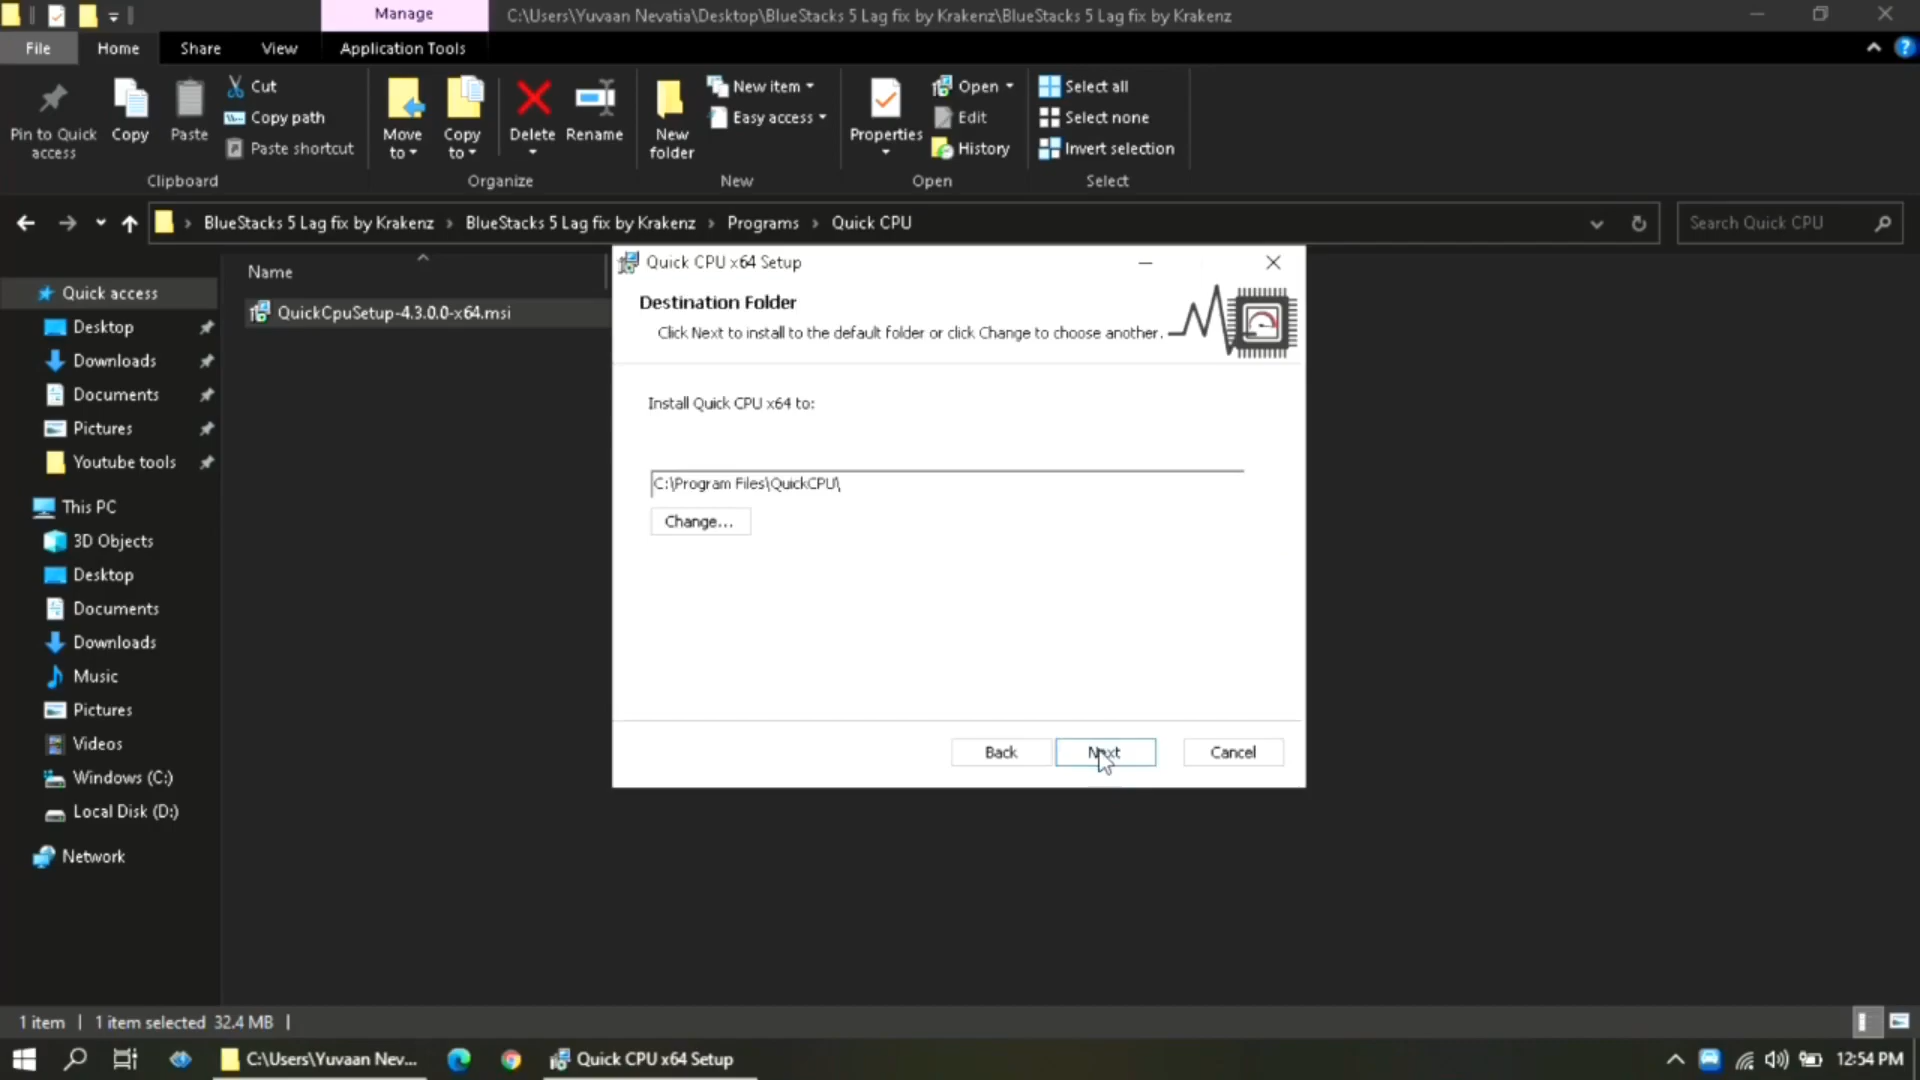 Manage
C:\Users\Yuvaan Nevatia\Desktop\BlueStacks 5 Lag fix by Krakenz\BlueStacks 5 Lag fix by Krakenz
File
Home
Share
View
Application Tools
Pin to Quick access
Copy
Paste
Cut
Copy path
Paste shortcut
Clipboard
Move to
Copy to
Delete
Rename
Organize
New folder
New item
Easy access
New
Properties
Open
Edit
History
Open
Select all
Select none
Invert selection
Select
BlueStacks 5 Lag fix by Krakenz > BlueStacks 5 Lag fix by Krakenz > Programs > Quick CPU
Search Quick CPU
Name
QuickCpuSetup-4.3.0.0-x64.msi
Quick access
Desktop
Downloads
Documents
Pictures
Youtube tools
This PC
3D Objects
Desktop
Documents
Downloads
Music
Pictures
Videos
Windows (C:)
Local Disk (D:)
Network
Quick CPU x64 Setup
Destination Folder
Click Next to install to the default folder or click Change to choose another.
Install Quick CPU x64 to:
C:\Program Files\QuickCPU\
Change...
Back
Next
Cancel
1 item
1 item selected 32.4 MB
C:\Users\Yuvaan Nev...
Quick CPU x64 Setup
12:54 PM